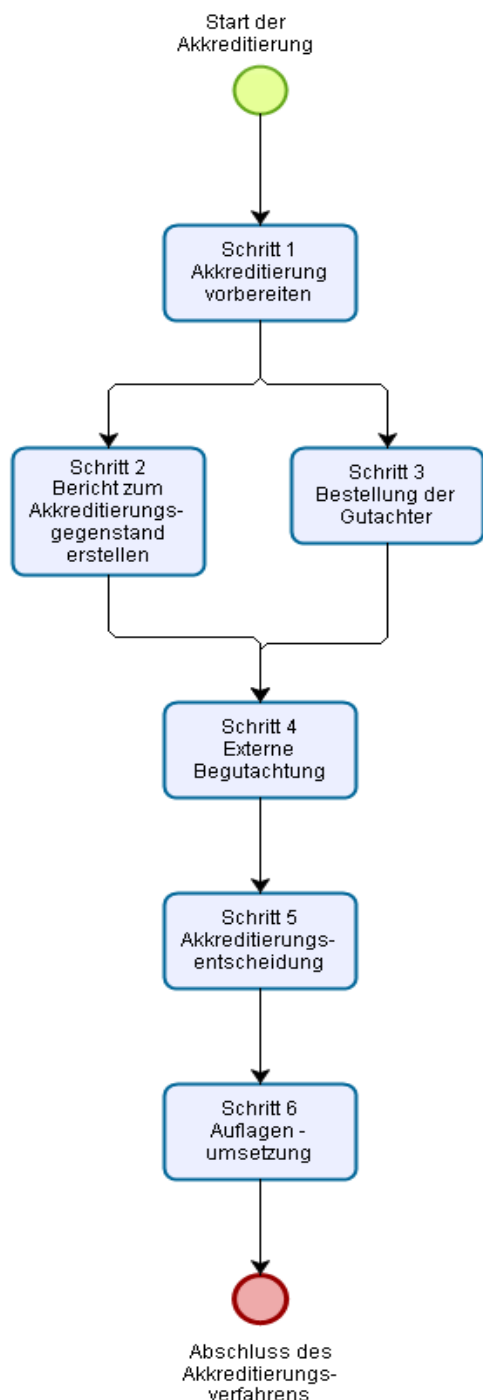 Start der
Akkreditierung
Schritt 1
Akkreditierung
vorbereiten
Schritt 2
Bericht zum
Akkreditierungs-
gegenstand
erstellen
Schritt 3
Bestellung der
Gutachter
Schritt 4
Externe
Begutachtung
Schritt 5
Akkreditierungs-
entscheidung
Schritt 6
Auflagen -
umsetzung
Abschluss des
Akkreditierungs-
verfahrens